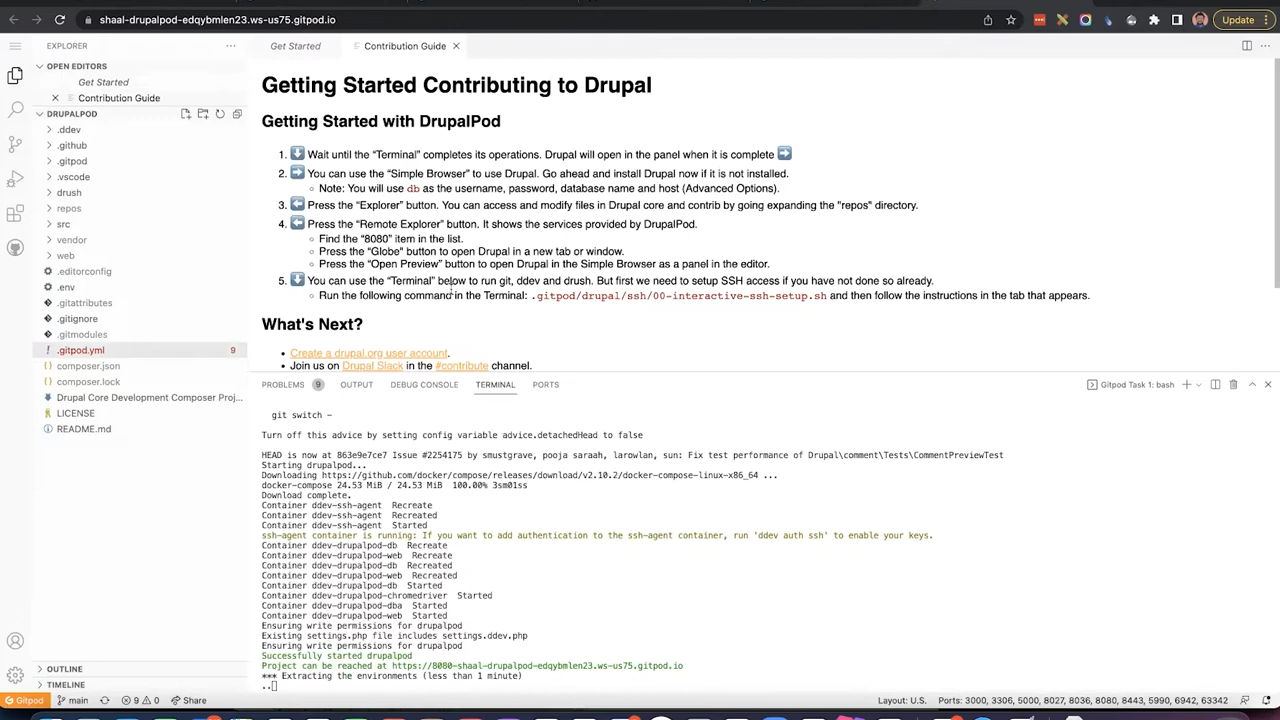 shaal-drupalpod-edqybmlen23.ws-us75.gitpod.io
Update
EXPLORER
OPEN EDITORS
Get Started
Contribution Guide
DRUPALPOD
.ddev
.github
.gitpod
.vscode
drush
repos
src
vendor
web
.editorconfig
.env
.gitattributes
.gitignore
.gitmodules
.gitpod.yml 9
composer.json
composer.lock
Drupal Core Development Composer Proj...
LICENSE
README.md
OUTLINE
TIMELINE
Get Started
Contribution Guide
Getting Started Contributing to Drupal
Getting Started with DrupalPod
1. Wait until the “Terminal” completes its operations. Drupal will open in the panel when it is complete
2. You can use the “Simple Browser” to use Drupal. Go ahead and install Drupal now if it is not installed.
Note: You will use db as the username, password, database name and host (Advanced Options).
3. Press the “Explorer” button. You can access and modify files in Drupal core and contrib by going expanding the "repos" directory.
4. Press the “Remote Explorer” button. It shows the services provided by DrupalPod.
Find the “8080” item in the list.
Press the “Globe” button to open Drupal in a new tab or window.
Press the “Open Preview” button to open Drupal in the Simple Browser as a panel in the editor.
5. You can use the “Terminal” below to run git, ddev and drush. But first we need to setup SSH access if you have not done so already.
Run the following command in the Terminal: .gitpod/drupal/ssh/00-interactive-ssh-setup.sh and then follow the instructions in the tab that appears.
What's Next?
Create a drupal.org user account.
Join us on Drupal Slack in the #contribute channel.
PROBLEMS 9 OUTPUT DEBUG CONSOLE TERMINAL PORTS
Gitpod Task 1: bash
git switch -
Turn off this advice by setting config variable advice.detachedHead to false
HEAD is now at 863e9e7ce7 Issue #2254175 by smustgrave, pooja saraah, larowlan, sun: Fix test performance of Drupal\comment\Tests\CommentPreviewTest
Starting drupalpod...
Downloading https://github.com/docker/compose/releases/download/v2.10.2/docker-compose-linux-x86_64 ...
docker-compose 24.53 MiB / 24.53 MiB 100.00% 3sm01ss
Download complete.
Container ddev-ssh-agent Recreate
Container ddev-ssh-agent Recreated
Container ddev-ssh-agent Started
ssh-agent container is running: If you want to add authentication to the ssh-agent container, run 'ddev auth ssh' to enable your keys.
Container ddev-drupalpod-db Recreate
Container ddev-drupalpod-web Recreate
Container ddev-drupalpod-db Recreated
Container ddev-drupalpod-web Recreated
Container ddev-drupalpod-db Started
Container ddev-drupalpod-chromedriver Started
Container ddev-drupalpod-dba Started
Container ddev-drupalpod-web Started
Ensuring write permissions for drupalpod
Existing settings.php file includes settings.ddev.php
Ensuring write permissions for drupalpod
Successfully started drupalpod
Project can be reached at https://8080-shaal-drupalpod-edqybmlen23.ws-us75.gitpod.io
*** Extracting the environments (less than 1 minute)
..
Gitpod main 9 0 Share
Layout: U.S. Ports: 3000, 3306, 5000, 8027, 8036, 8080, 8443, 5990, 6942, 63342